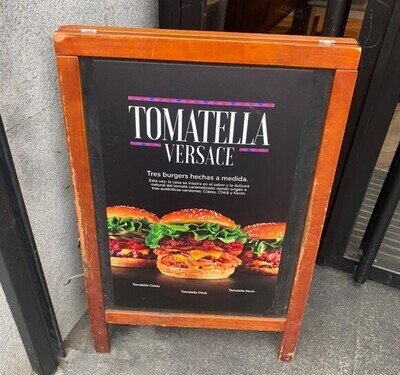 TOMATELLA
VERSACE
Tres burgers hechas a medida.
Esta vez, la casa se inspira en el sabor y la dulzura
natural del tomate caramelizado dando origen a
tres auténticas versiones: Classy, Chick y Kevin.
Tomatella Classy
Tomatella Chick
Tomatella Kevin